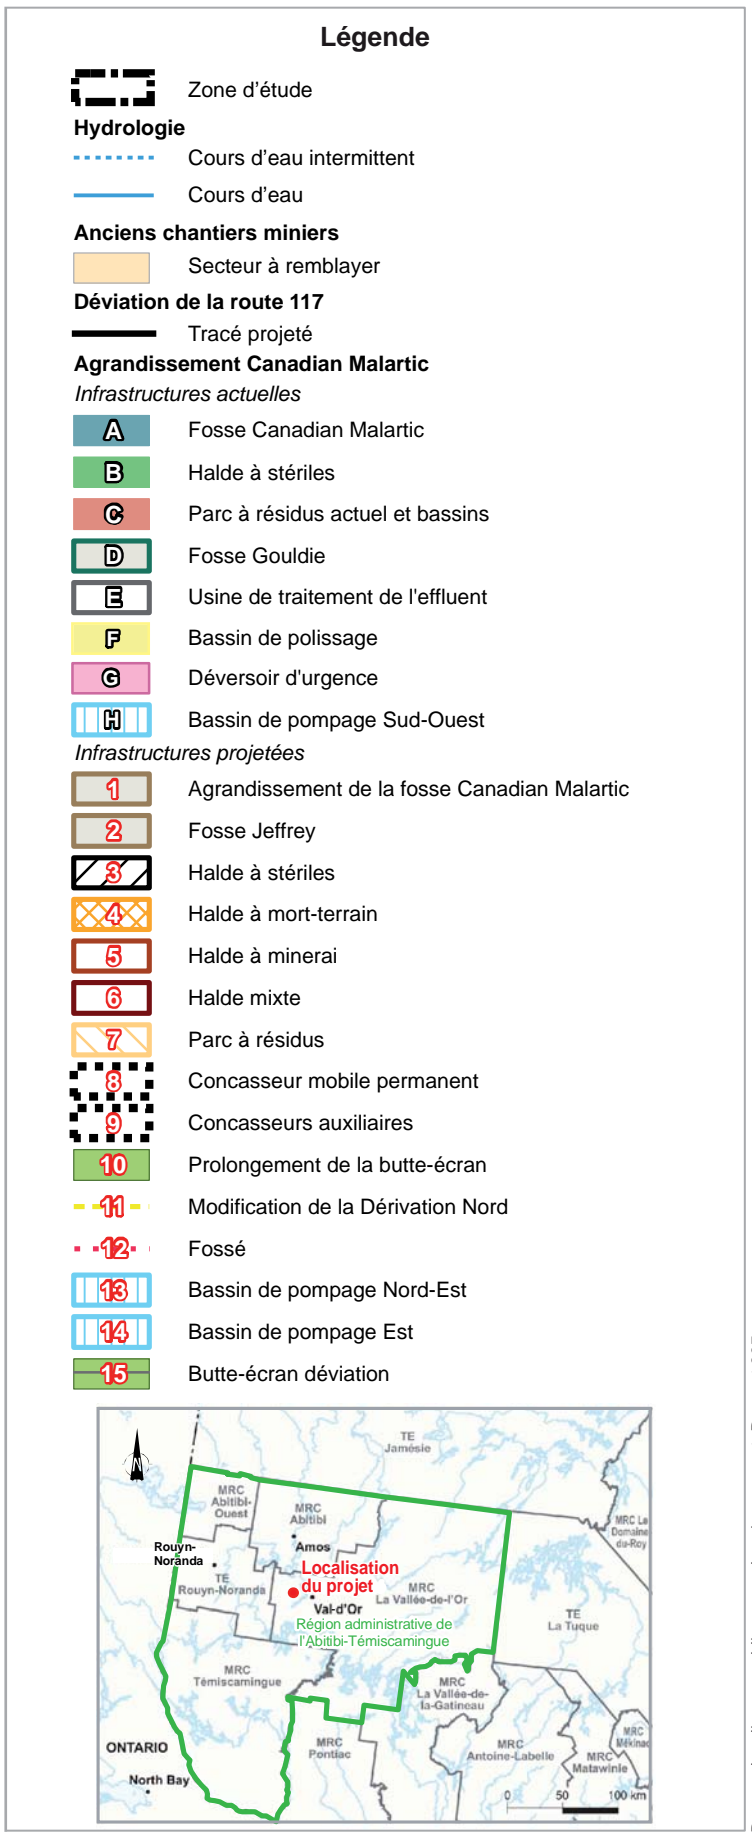 Légende
Zone d'étude
Hydrologie
Cours d'eau intermittent
Cours d'eau
Anciens chantiers miniers
Secteur à remblayer
Déviation de la route 117
Tracé projeté
Agrandissement Canadian Malartic
Infrastructures actuelles
A Fosse Canadian Malartic
B Halde à stériles
C Parc à résidus actuel et bassins
D Fosse Gouldie
E Usine de traitement de l'effluent
F Bassin de polissage
G Déversoir d'urgence
H Bassin de pompage Sud-Ouest
Infrastructures projetées
1 Agrandissement de la fosse Canadian Malartic
2 Fosse Jeffrey
3 Halde à stériles
4 Halde à mort-terrain
5 Halde à minerai
6 Halde mixte
7 Parc à résidus
8 Concasseur mobile permanent
9 Concasseurs auxiliaires
10 Prolongement de la butte-écran
11 Modification de la Dérivation Nord
12 Fossé
13 Bassin de pompage Nord-Est
14 Bassin de pompage Est
15 Butte-écran déviation
N
TE
Jamésie
MRC
Abitibi-
Ouest
MRC
Abitibi
MRC Le
Domaine-
du-Roy
Amos
Rouyn-
Noranda
TE
Rouyn-Noranda
Localisation
du projet
MRC
La Vallée-de-l'Or
Val-d'Or
Région administrative de
l'Abitibi-Témiscamingue
TE
La Tuque
MRC
Témiscamingue
MRC
La Vallée-de-
la-Gatineau
MRC
Pontiac
MRC
Antoine-Labelle
MRC
Mékinac
MRC
Matawinie
ONTARIO
North Bay
0 50 100 km